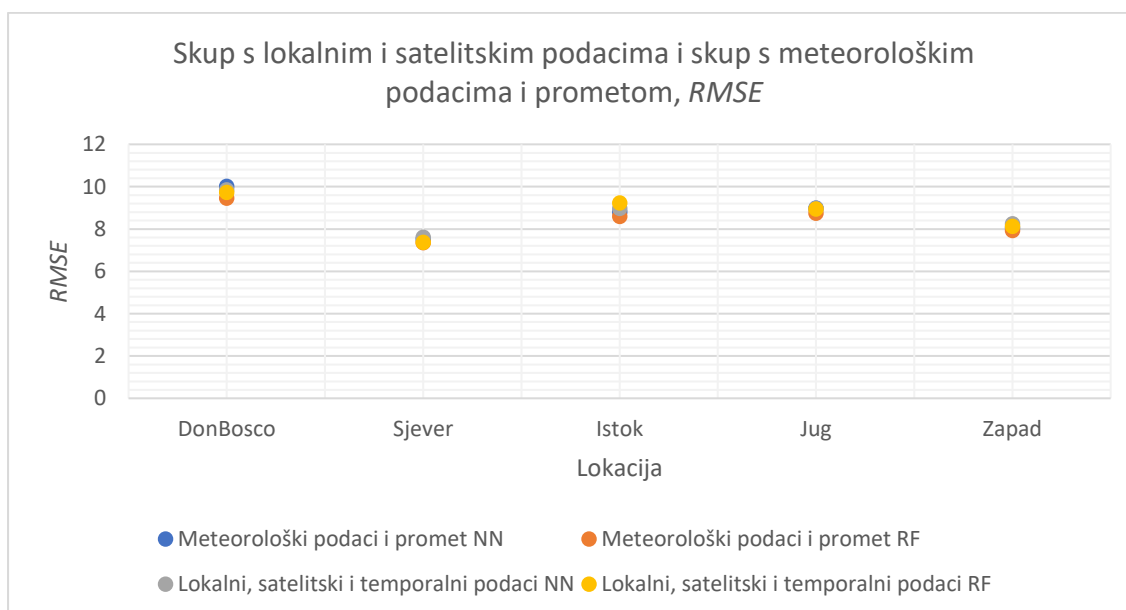 Skup s lokalnim i satelitskim podacima i skup s meteorološkim
podacima i prometom, RMSE
RMSE
12
10
8
6
4
2
0
DonBosco
Sjever
Istok
Jug
Zapad
Lokacija
Meteorološki podaci i promet NN
Meteorološki podaci i promet RF
Lokalni, satelitski i temporalni podaci NN
Lokalni, satelitski i temporalni podaci RF